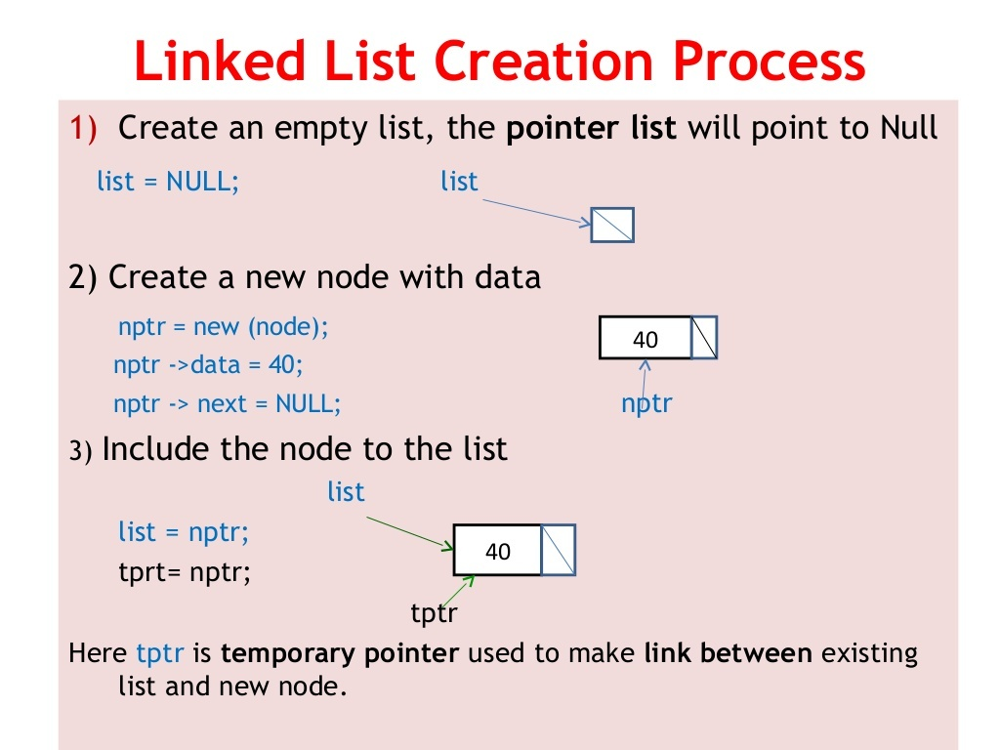 Linked List Creation Process
1) Create an empty list, the pointer list will point to Null
list = NULL; list
2) Create a new node with data
nptr = new (node);
40
nptr ->data = 40;
nptr -> next = NULL; nptr
3) Include the node to the list
list
list = nptr;
40
tprt= nptr;
tptr
Here tptr is temporary pointer used to make link between existing
list and new node.